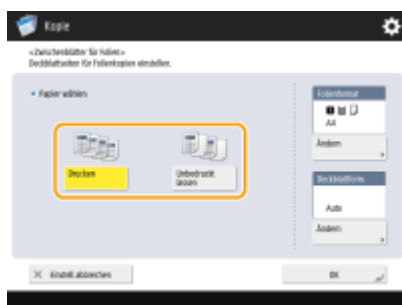 Kopie
<Zwischenblätter für Folien>
Deckblattseiten für Folienkopien einstellen.
Papier wählen
Drucken
Unbedruckt
lassen
Folienformat
A4
Ändern
Deckblattform.
Auto
Ändern
Einstell. abbrechen
OK